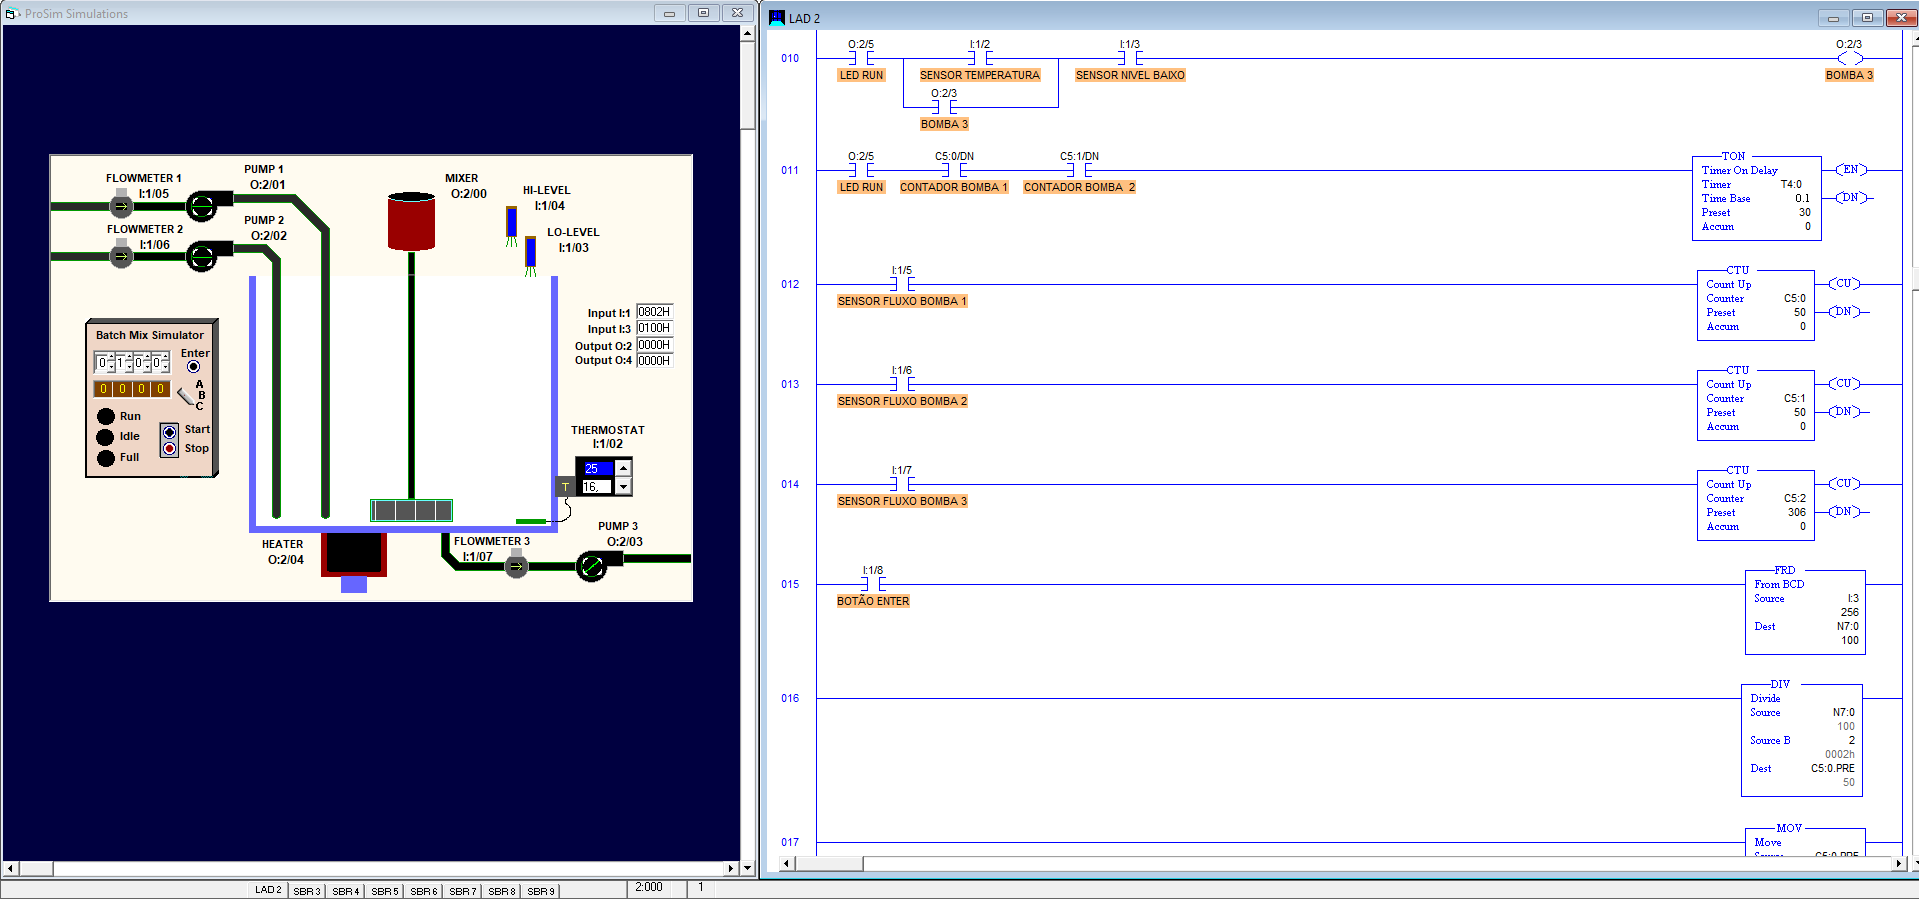 ProSim Simulations
FLOWMETER 1
I:1/05
PUMP 1
O:2/01
PUMP 2
O:2/02
FLOWMETER 2
I:1/06
MIXER
O:2/00
HI-LEVEL
I:1/04
LO-LEVEL
I:1/03
Input I:1 0802H
Input I:3 0100H
Output O:2 0000H
Output O:4 0000H
Batch Mix Simulator
0 1 0 0
Enter
0 0 0 0
A
B
C
Run
Idle
Full
Start
Stop
THERMOSTAT
I:1/02
25
16,
T
PUMP 3
O:2/03
HEATER
O:2/04
FLOWMETER 3
I:1/07
LAD 2
010
O:2/5
LED RUN
I:1/2
SENSOR TEMPERATURA
I:1/3
SENSOR NIVEL BAIXO
O:2/3
BOMBA 3
O:2/3
BOMBA 3
011
O:2/5
LED RUN
C5:0/DN
CONTADOR BOMBA 1
C5:1/DN
CONTADOR BOMBA 2
TON
Timer On Delay
Timer T4:0
Time Base 0.1
Preset 30
Accum 0
EN
DN
012
I:1/5
SENSOR FLUXO BOMBA 1
CTU
Count Up
Counter C5:0
Preset 50
Accum 0
CU
DN
013
I:1/6
SENSOR FLUXO BOMBA 2
CTU
Count Up
Counter C5:1
Preset 50
Accum 0
CU
DN
014
I:1/7
SENSOR FLUXO BOMBA 3
CTU
Count Up
Counter C5:2
Preset 306
Accum 0
CU
DN
015
I:1/8
BOTÃO ENTER
FRD
From BCD
Source I:3
256
Dest N7:0
100
016
DIV
Divide
Source N7:0
100
Source B 2
0002h
Dest C5:0.PRE
50
017
MOV
Move
Source C5:0.PRE
LAD 2 SBR 3 SBR 4 SBR 5 SBR 6 SBR 7 SBR 8 SBR 9 2:000 1